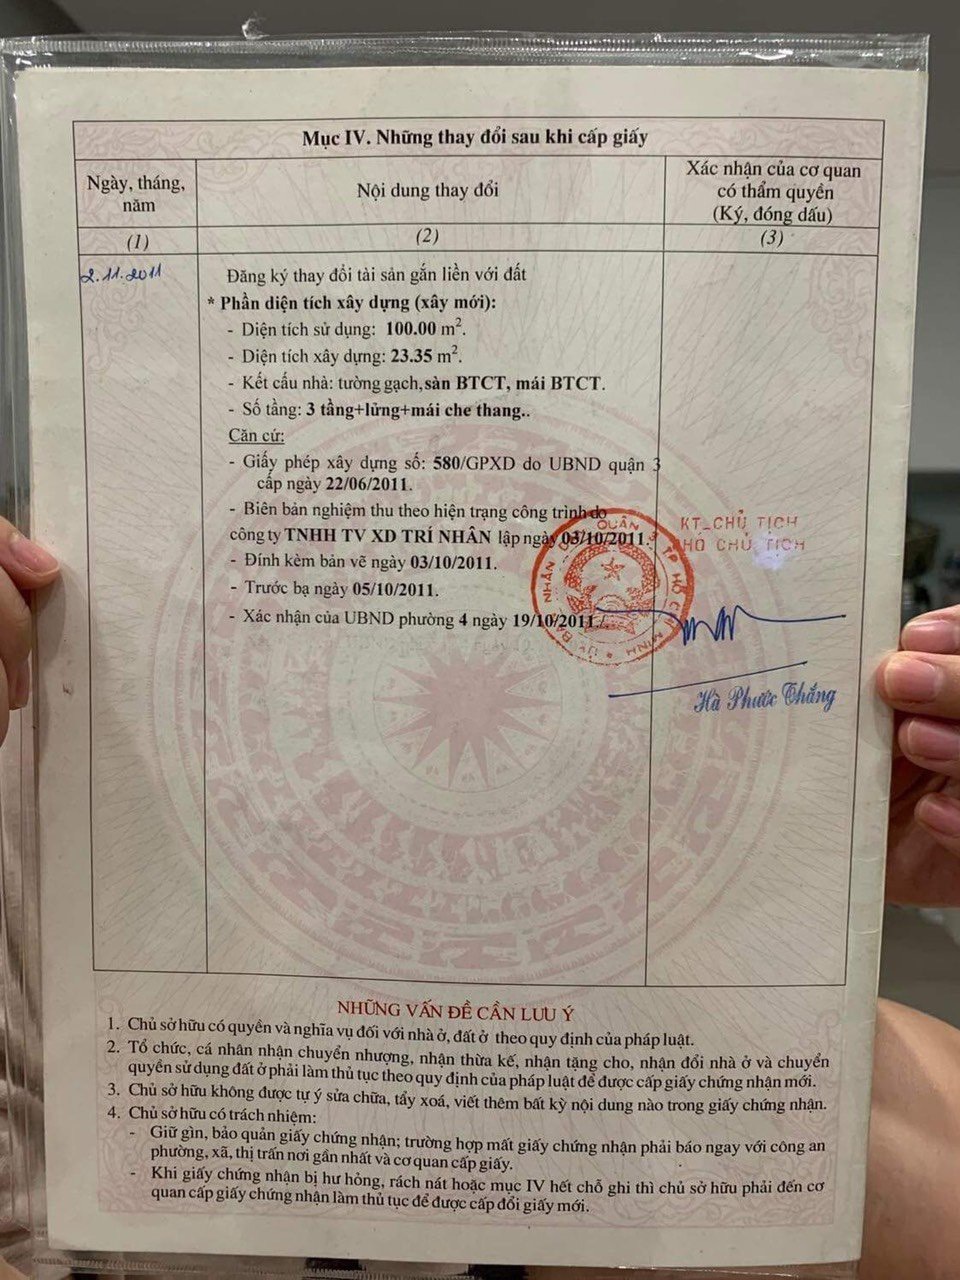 Mục IV. Những thay đổi sau khi cấp giấy
Ngày, tháng,
năm
Nội dung thay đổi
Xác nhận của cơ quan
có thẩm quyền
(Ký, đóng dấu)
(1)
(2)
(3)
2.11.2011
Đăng ký thay đổi tài sản gắn liền với đất
* Phần diện tích xây dựng (xây mới):
- Diện tích sử dụng: 100.00 m².
- Diện tích xây dựng: 23.35 m².
- Kết cấu nhà: tường gạch, sàn BTCT, mái BTCT.
- Số tầng: 3 tầng+lửng+mái che thang..
Căn cứ:
- Giấy phép xây dựng số: 580/GPXD do UBND quận 3
cấp ngày 22/06/2011.
- Biên bản nghiệm thu theo hiện trạng công trình do
công ty TNHH TV XD TRÍ NHÂN lập ngày 03/10/2011.
- Đính kèm bản vẽ ngày 03/10/2011.
- Trước bạ ngày 05/10/2011.
- Xác nhận của UBND phường 4 ngày 19/10/2011./.
KT_CHỦ TỊCH
PHÓ CHỦ TỊCH
ỦY BAN NHÂN DÂN QUẬN 3 TP HỒ CHÍ MINH
Hà Phước Thắng
NHỮNG VẤN ĐỀ CẦN LƯU Ý
1. Chủ sở hữu có quyền và nghĩa vụ đối với nhà ở, đất ở theo quy định của pháp luật.
2. Tổ chức, cá nhân nhận chuyển nhượng, nhận thừa kế, nhận tặng cho, nhận đổi nhà ở và chuyển
quyền sử dụng đất ở phải làm thủ tục theo quy định của pháp luật để được cấp giấy chứng nhận mới.
3. Chủ sở hữu không được tự ý sửa chữa, tẩy xoá, viết thêm bất kỳ nội dung nào trong giấy chứng nhận.
4. Chủ sở hữu có trách nhiệm:
- Giữ gìn, bảo quản giấy chứng nhận; trường hợp mất giấy chứng nhận phải báo ngay với công an
phường, xã, thị trấn nơi gần nhất và cơ quan cấp giấy.
- Khi giấy chứng nhận bị hư hỏng, rách nát hoặc mục IV hết chỗ ghi thì chủ sở hữu phải đến cơ
quan cấp giấy chứng nhận làm thủ tục để được cấp đổi giấy mới.